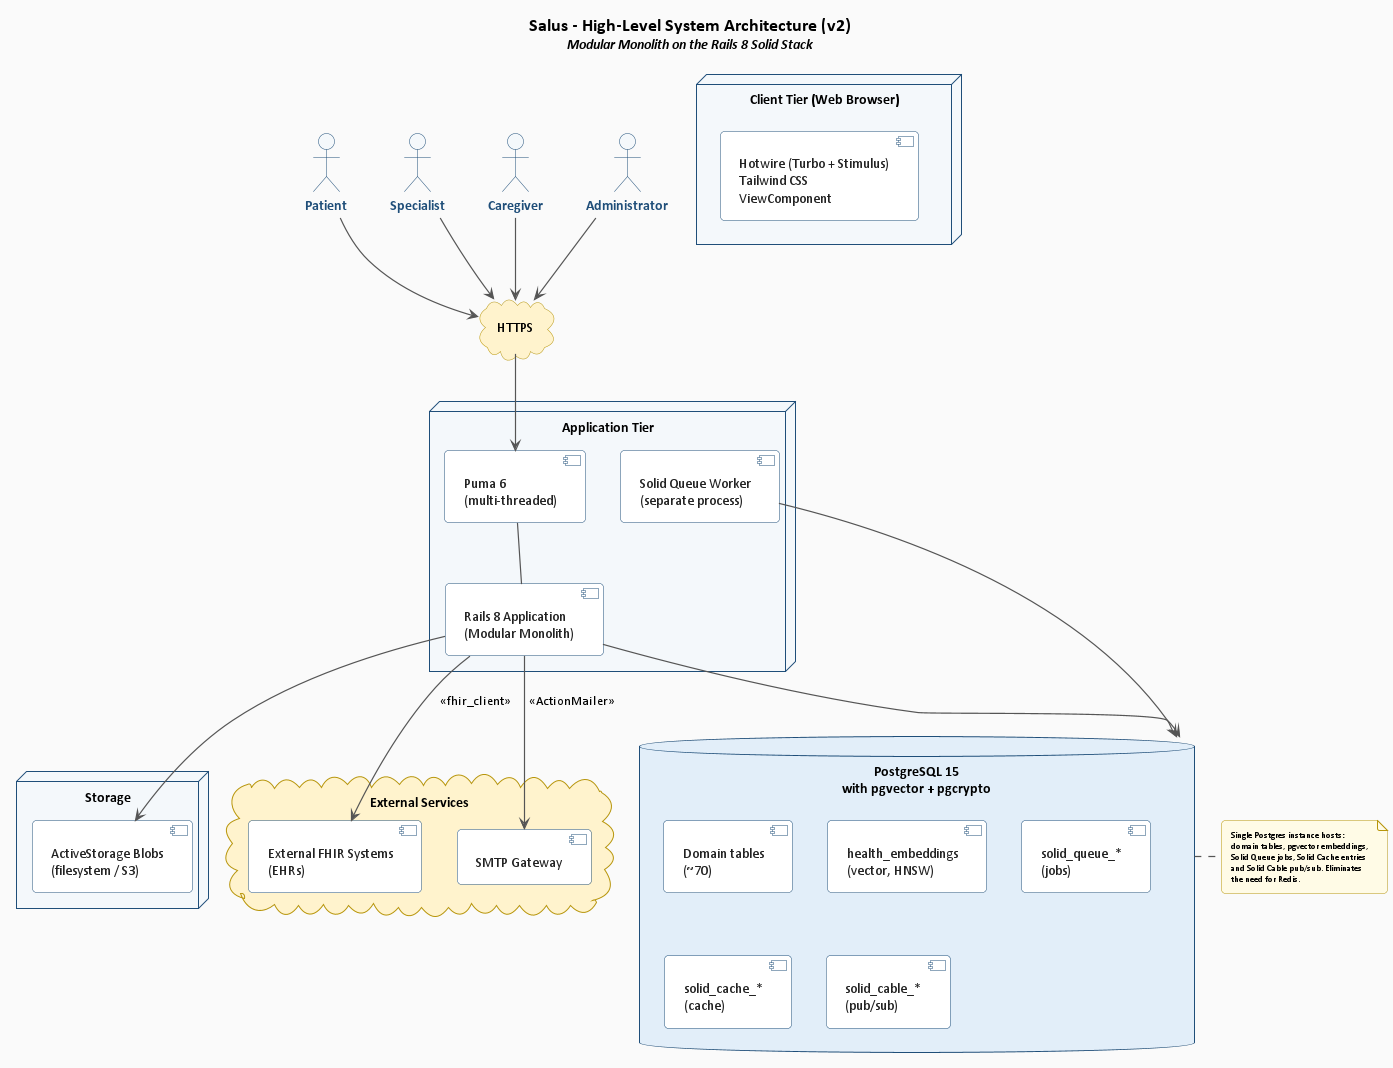 Salus - High-Level System Architecture (v2)
Modular Monolith on the Rails 8 Solid Stack
Client Tier (Web Browser)
Hotwire (Turbo + Stimulus)
Tailwind CSS
ViewComponent
Patient
Specialist
Caregiver
Administrator
HTTPS
Application Tier
Puma 6
(multi-threaded)
Solid Queue Worker
(separate process)
Rails 8 Application
(Modular Monolith)
«fhir_client»
«ActionMailer»
Storage
ActiveStorage Blobs
(filesystem / S3)
External Services
External FHIR Systems
(EHRs)
SMTP Gateway
PostgreSQL 15
with pgvector + pgcrypto
Domain tables
(~70)
health_embeddings
(vector, HNSW)
solid_queue_*
(jobs)
solid_cache_*
(cache)
solid_cable_*
(pub/sub)
Single Postgres instance hosts:
domain tables, pgvector embeddings,
Solid Queue jobs, Solid Cache entries
and Solid Cable pub/sub. Eliminates
the need for Redis.